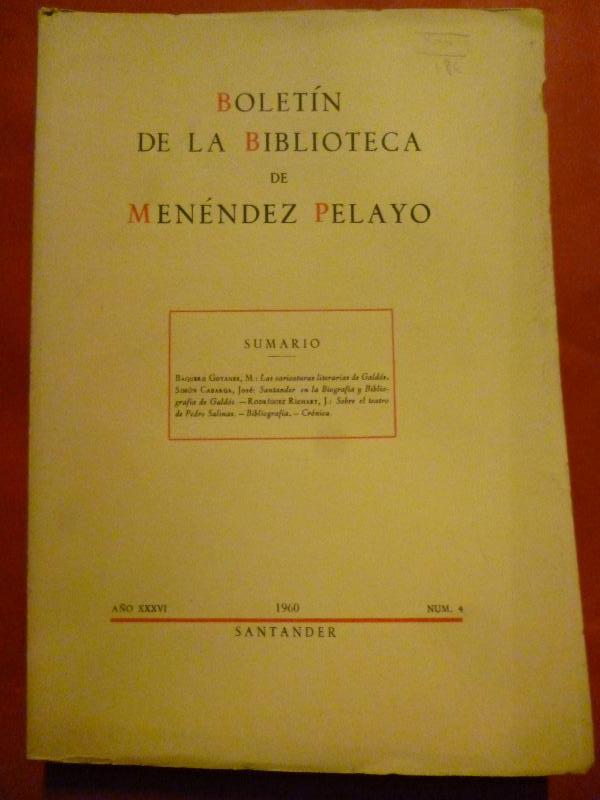 BOLETÍN
DE LA BIBLIOTECA
DE
MENÉNDEZ PELAYO
SUMARIO
BAQUERO GOYANES, M.: Las caricaturas literarias de Galdós.
SIMÓN CABARGA, José: Santander en la Biografía y Biblio-
grafía de Galdós —RODRÍGUEZ RICHART, J.: Sobre el teatro
de Pedro Salinas. — Bibliografía. — Crónica.
AÑO XXXVI 1960 NUM. 4
SANTANDER